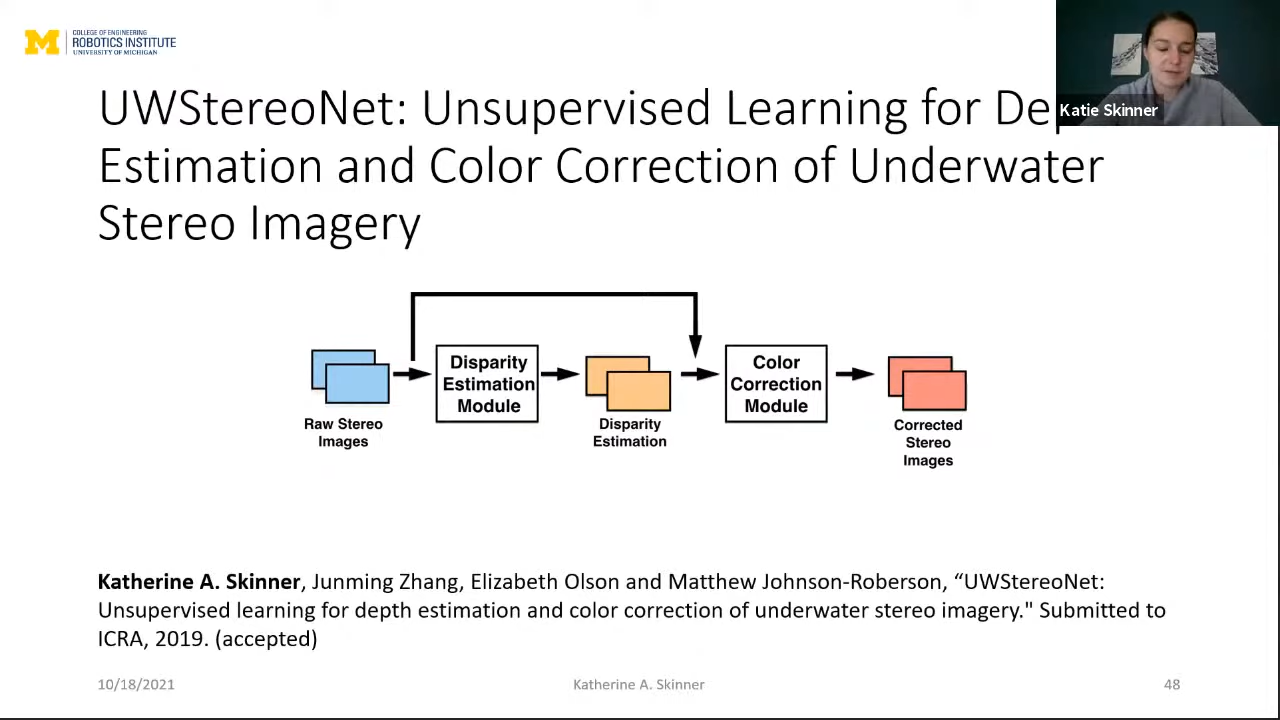 M
COLLEGE OF ENGINEERING
ROBOTICS INSTITUTE
UNIVERSITY OF MICHIGAN
Katie Skinner
UWStereoNet: Unsupervised Learning for
Estimation and Color Correction of Underwater
Stereo Imagery
Disparity
Estimation
Module
Color
Correction
Module
Raw Stereo
Images
Disparity
Estimation
Corrected
Stereo
Images
Katherine A. Skinner, Junming Zhang, Elizabeth Olson and Matthew Johnson-Roberson, “UWStereoNet:
Unsupervised learning for depth estimation and color correction of underwater stereo imagery." Submitted to
ICRA, 2019. (accepted)
10/18/2021
Katherine A. Skinner
48